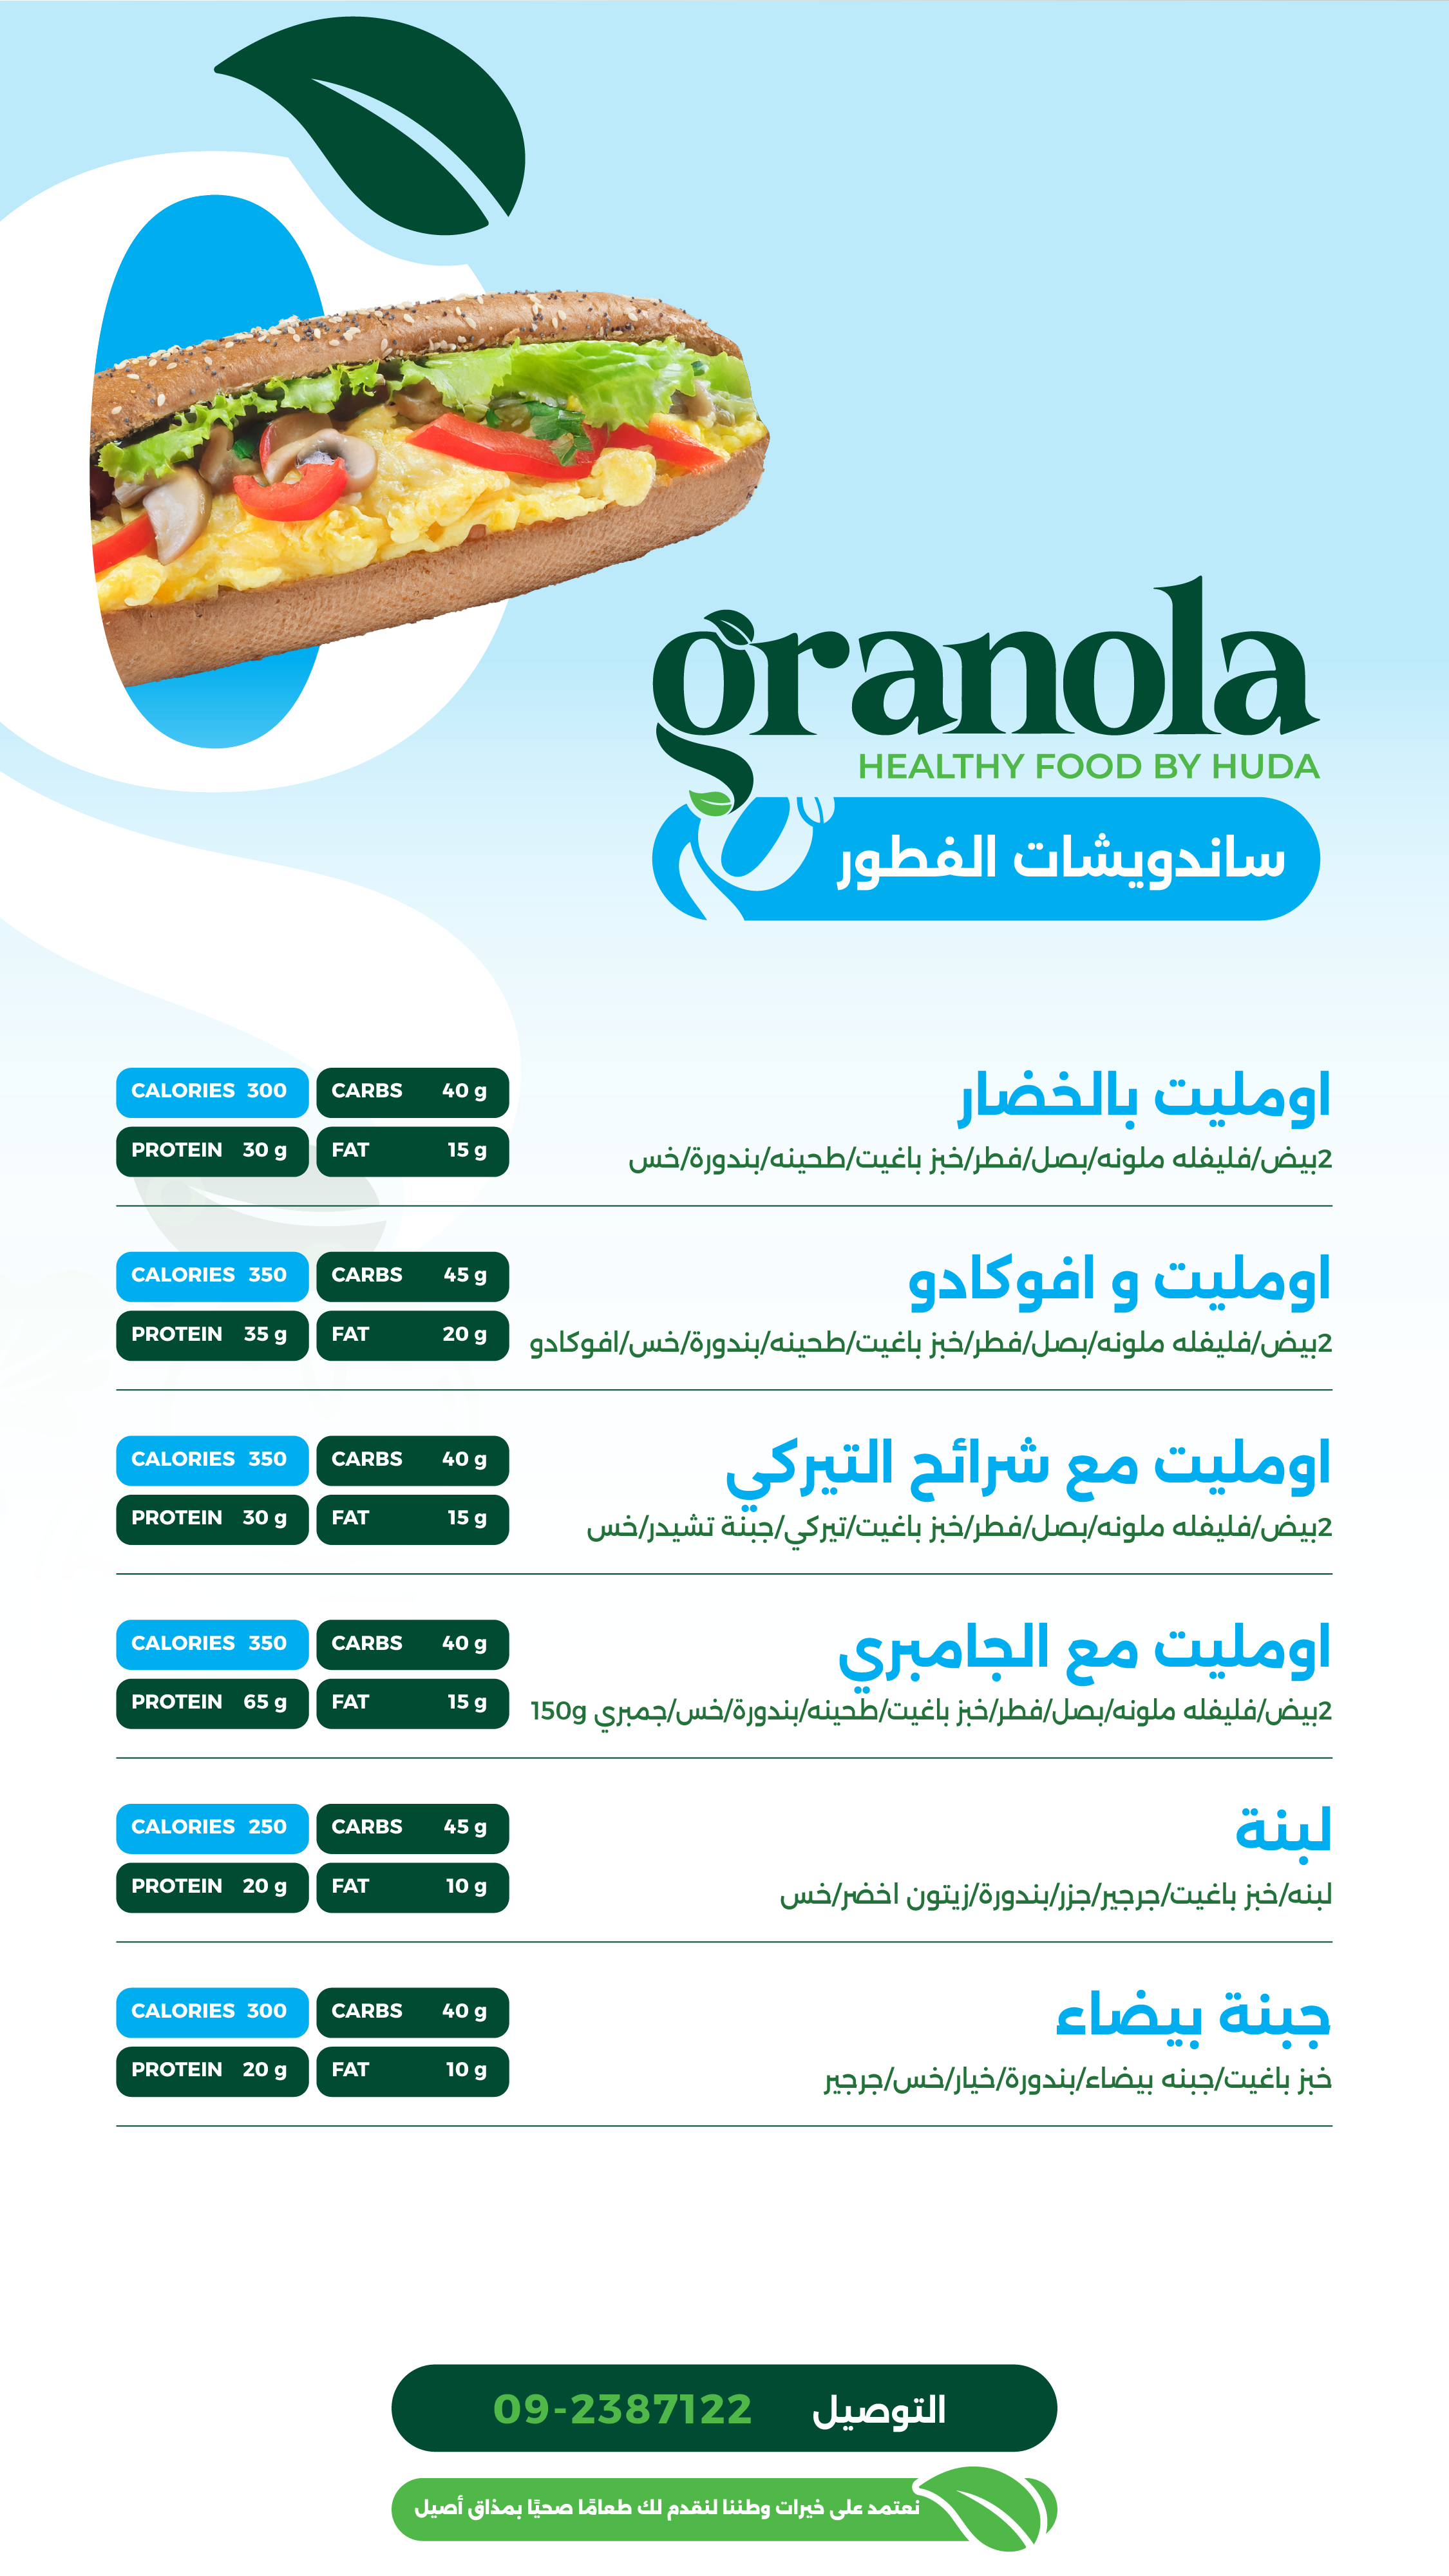 granola
HEALTHY FOOD BY HUDA
ساندويشات الفطور
اومليت بالخضار
2بيض/فليفله ملونه/بصل/فطر/خبز باغيت/طحينه/بندورة/خس
CALORIES 300 CARBS 40 g
PROTEIN 30 g FAT 15 g
اومليت و افوكادو
2بيض/فليفله ملونه/بصل/فطر/خبز باغيت/طحينه/بندورة/خس/افوكادو
CALORIES 350 CARBS 45 g
PROTEIN 35 g FAT 20 g
اومليت مع شرائح التيركي
2بيض/فليفله ملونه/بصل/فطر/خبز باغيت/تيركي/جبنة تشيدر/خس
CALORIES 350 CARBS 40 g
PROTEIN 30 g FAT 15 g
اومليت مع الجامبري
2بيض/فليفله ملونه/بصل/فطر/خبز باغيت/طحينه/بندورة/خس/جمبري 150g
CALORIES 350 CARBS 40 g
PROTEIN 65 g FAT 15 g
لبنة
لبنه/خبز باغيت/جرجير/جزر/بندورة/زيتون اخضر/خس
CALORIES 250 CARBS 45 g
PROTEIN 20 g FAT 10 g
جبنة بيضاء
خبز باغيت/جبنه بيضاء/بندورة/خيار/خس/جرجير
CALORIES 300 CARBS 40 g
PROTEIN 20 g FAT 10 g
التوصيل 09-2387122
نعتمد على خيرات وطننا لنقدم لك طعامًا صحيًا بمذاق أصيل